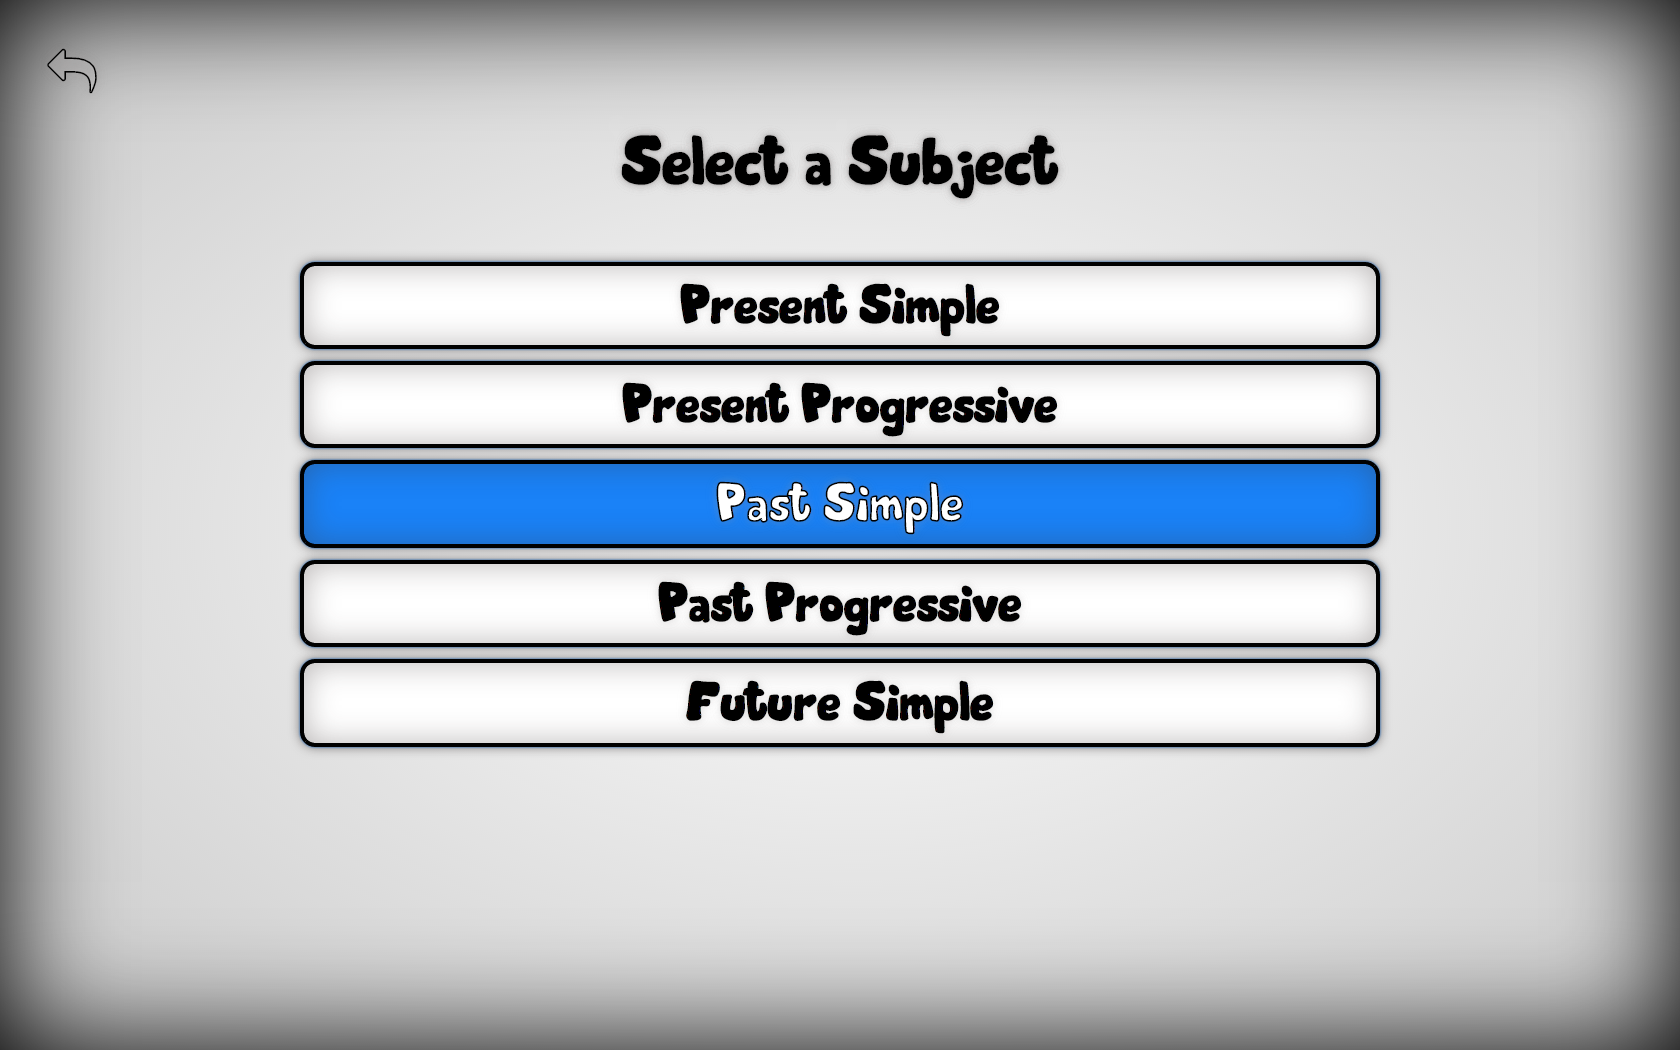 Select a Subject
Present Simple
Present Progressive
Past Simple
Past Progressive
Future Simple